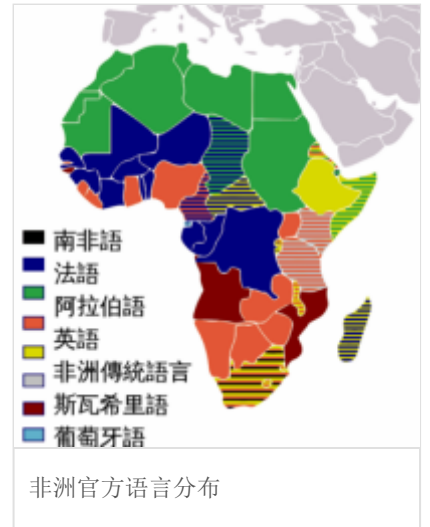 南非語
法語
阿拉伯語
英語
非洲傳統語言
斯瓦希里語
葡萄牙語
非洲官方语言分布